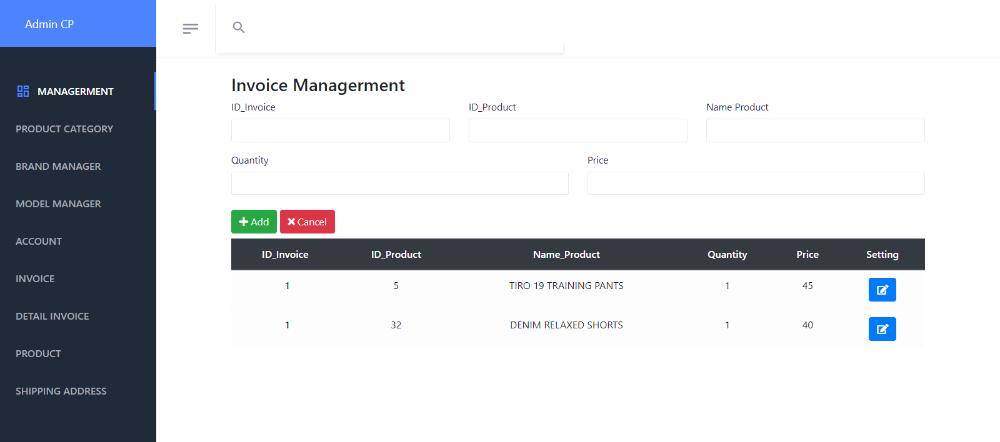 Admin CP
MANAGERMENT
PRODUCT CATEGORY
BRAND MANAGER
MODEL MANAGER
ACCOUNT
INVOICE
DETAIL INVOICE
PRODUCT
SHIPPING ADDRESS
Invoice Managerment
ID_Invoice ID_Product Name Product
Quantity Price
Add Cancel
ID_Invoice ID_Product Name_Product Quantity Price Setting
1 5 TIRO 19 TRAINING PANTS 1 45
1 32 DENIM RELAXED SHORTS 1 40